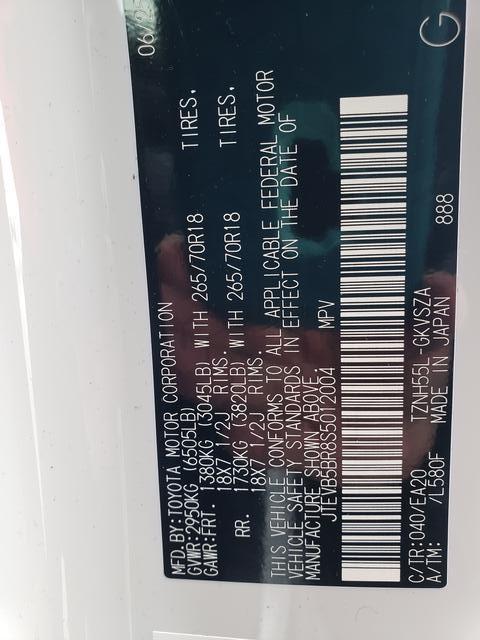 MFD.BY:TOYOTA MOTOR CORPORATION 06/25
GVWR:2950KG (6505LB)
GAWR:FRT. 1380KG (3045LB) WITH 265/70R18 TIRES,
18X7 1/2J RIMS.
RR. 1730KG (3820LB) WITH 265/70R18 TIRES,
18X7 1/2J RIMS.
THIS VEHICLE CONFORMS TO ALL APPLICABLE FEDERAL MOTOR
VEHICLE SAFETY STANDARDS IN EFFECT ON THE DATE OF
MANUFACTURE SHOWN ABOVE.
JTEVB5BR8S5012004 MPV
C/TR:040/EA20 TZNH55L-GKVSZA
A/TM: /L580F MADE IN JAPAN 888
G